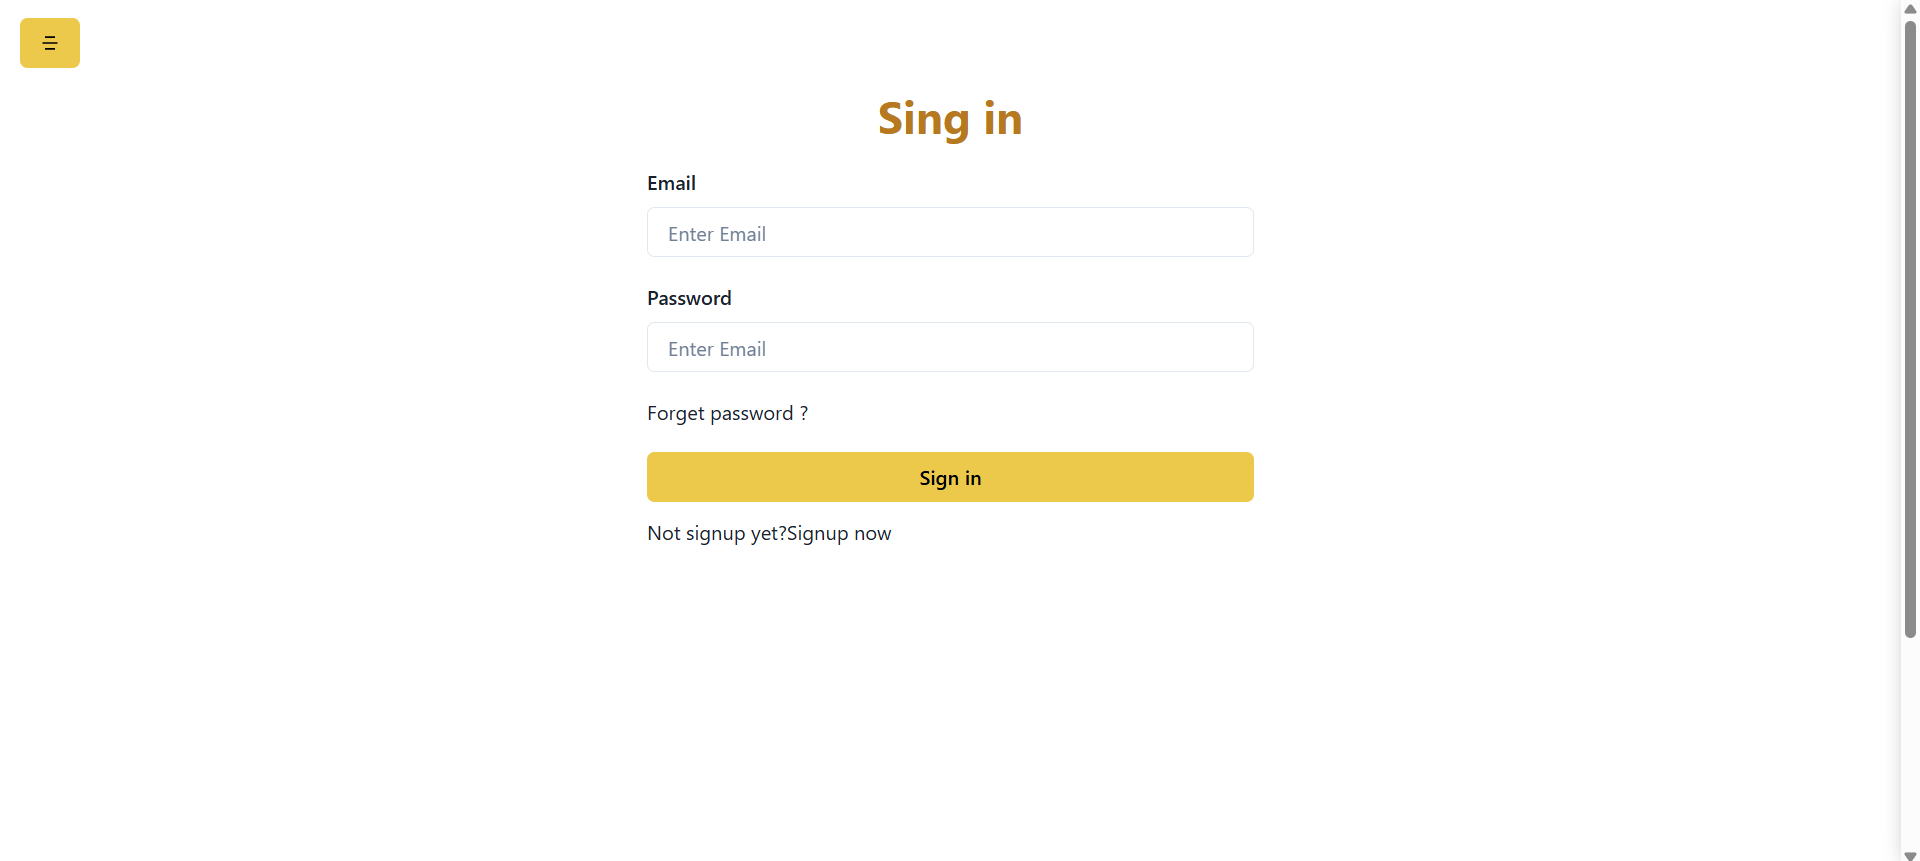 Sing in
Email
Enter Email
Password
Enter Email
Forget password ?
Sign in
Not signup yet?Signup now